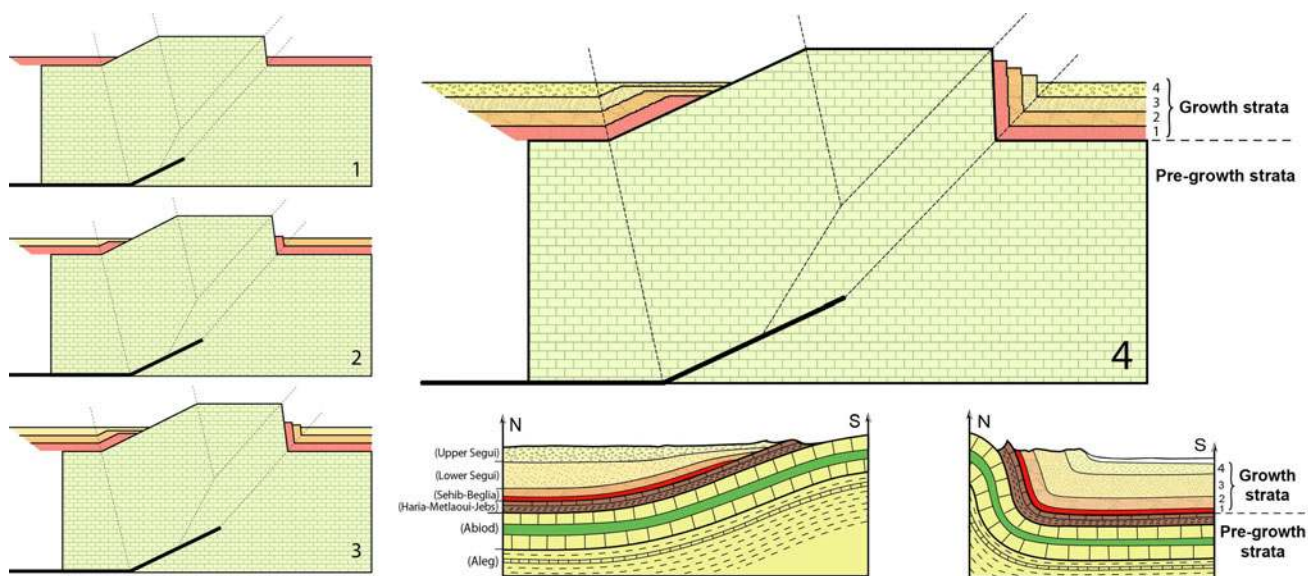 1
2
3
4
4
3
2
1
Growth strata
Pre-growth strata
N
S
(Upper Segui)
(Lower Segui)
(Sehib-Beglia)
(Haria-Metlaoui-Jebs)
(Abiod)
(Aleg)
N
S
4
3
2
1
Growth
strata
Pre-growth
strata